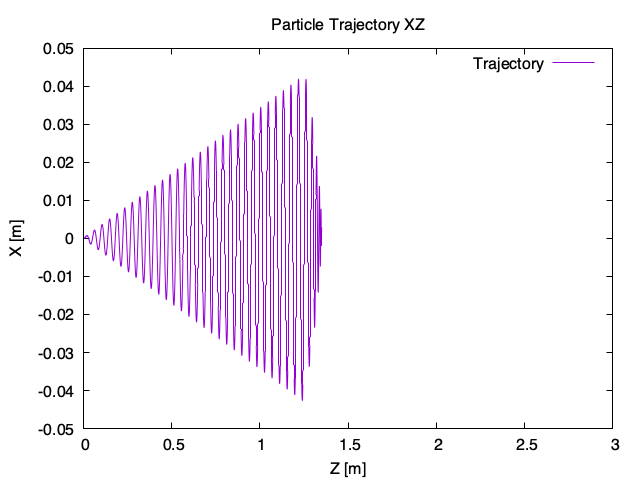 Particle Trajectory XZ
Trajectory
0.05
0.04
0.03
0.02
0.01
0
-0.01
-0.02
-0.03
-0.04
-0.05
X [m]
0 0.5 1 1.5 2 2.5 3
Z [m]